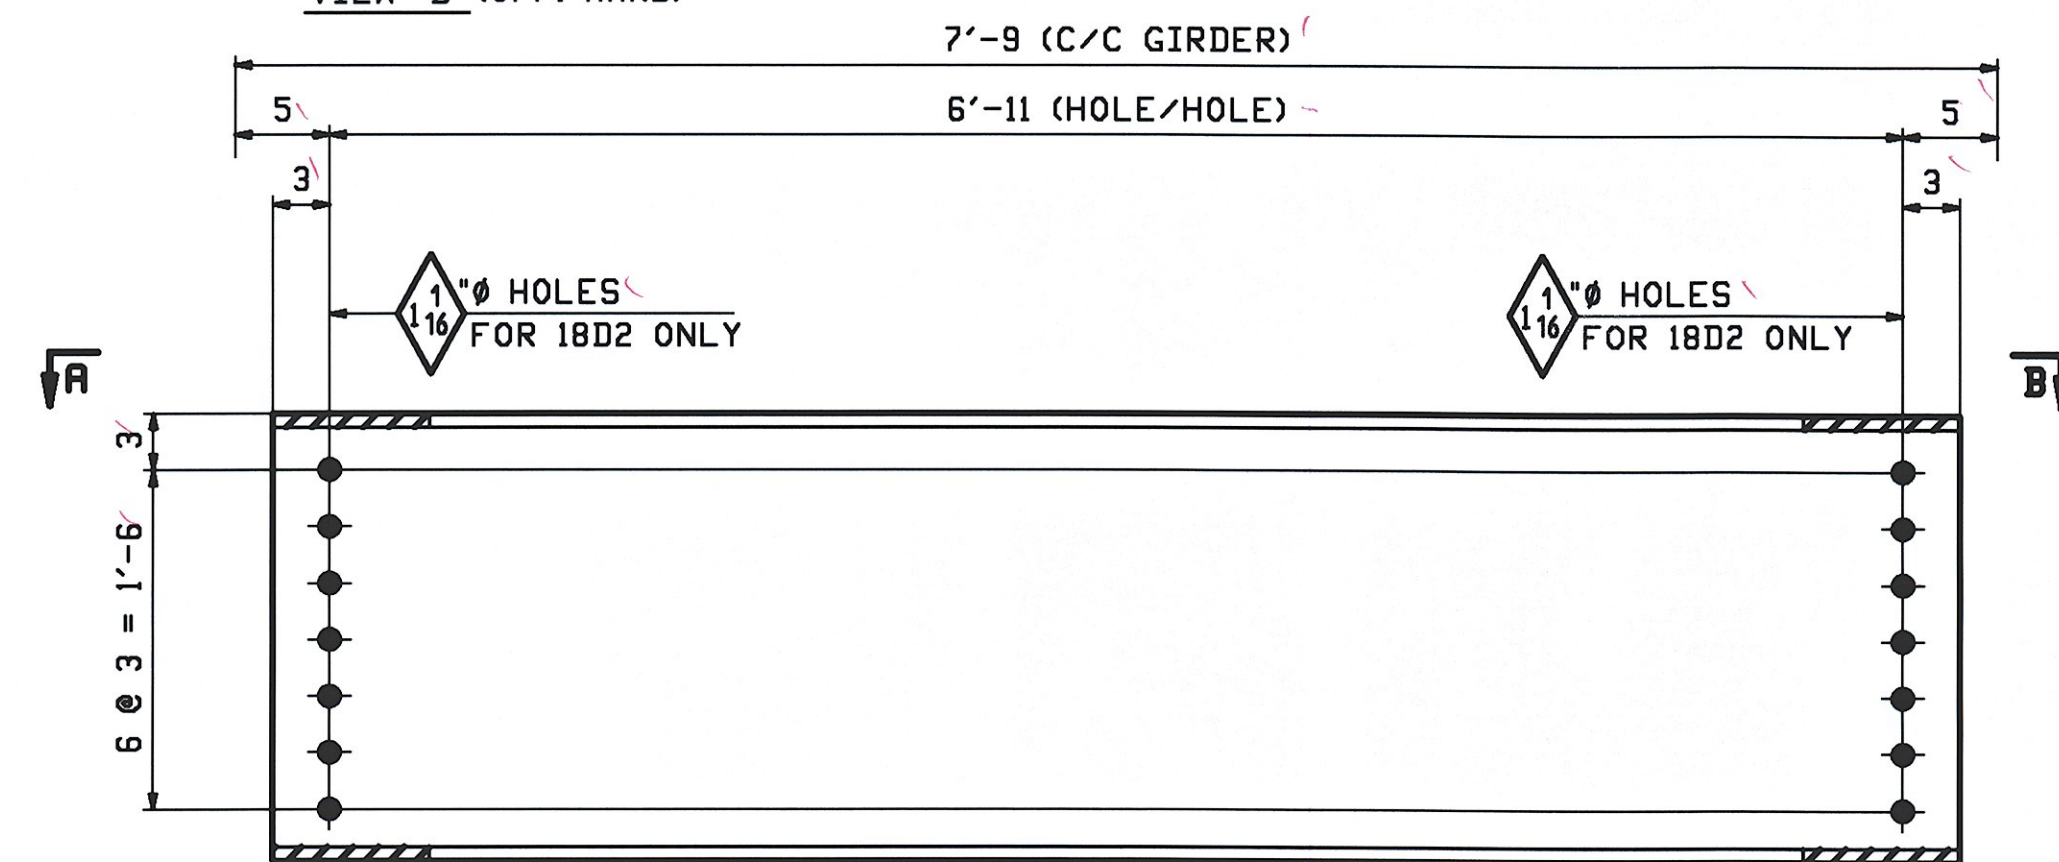 7'-9 (C/C GIRDER)
5
6'-11 (HOLE/HOLE)
5
3
3
1 1/16 "Ø HOLES
FOR 18D2 ONLY
1 1/16 "Ø HOLES
FOR 18D2 ONLY
A
B
3
6 @ 3 = 1'-6